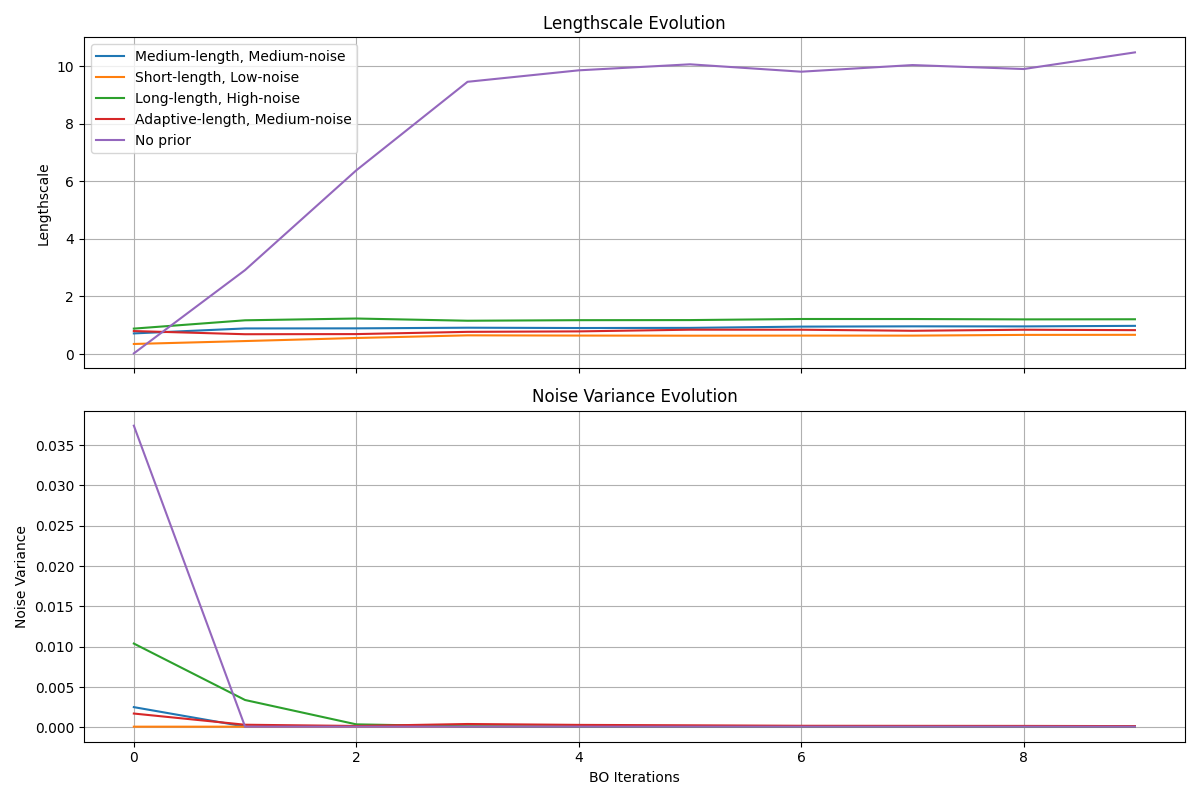 Lengthscale Evolution
Medium-length, Medium-noise
Short-length, Low-noise
Long-length, High-noise
Adaptive-length, Medium-noise
No prior
Lengthscale
10
8
6
4
2
0
Noise Variance Evolution
Noise Variance
0.035
0.030
0.025
0.020
0.015
0.010
0.005
0.000
0 2 4 6 8
BO Iterations